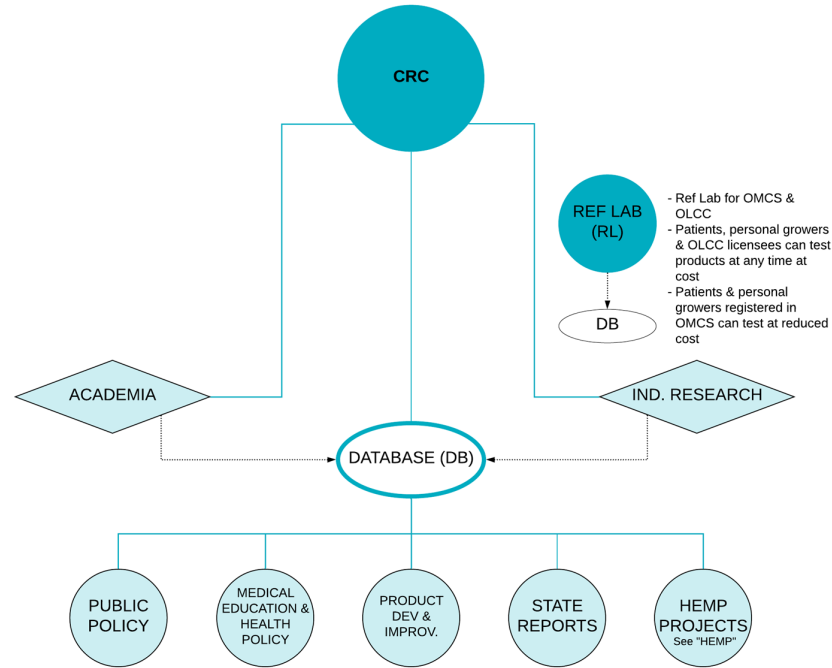 CRC
REF LAB
(RL)
- Ref Lab for OMCS &
OLCC
- Patients, personal growers
& OLCC licensees can test
products at any time at
cost
- Patients & personal
growers registered in
OMCS can test at reduced
cost
DB
ACADEMIA
IND. RESEARCH
DATABASE (DB)
PUBLIC
POLICY
MEDICAL
EDUCATION &
HEALTH
POLICY
PRODUCT
DEV &
IMPROV.
STATE
REPORTS
HEMP
PROJECTS
See "HEMP"